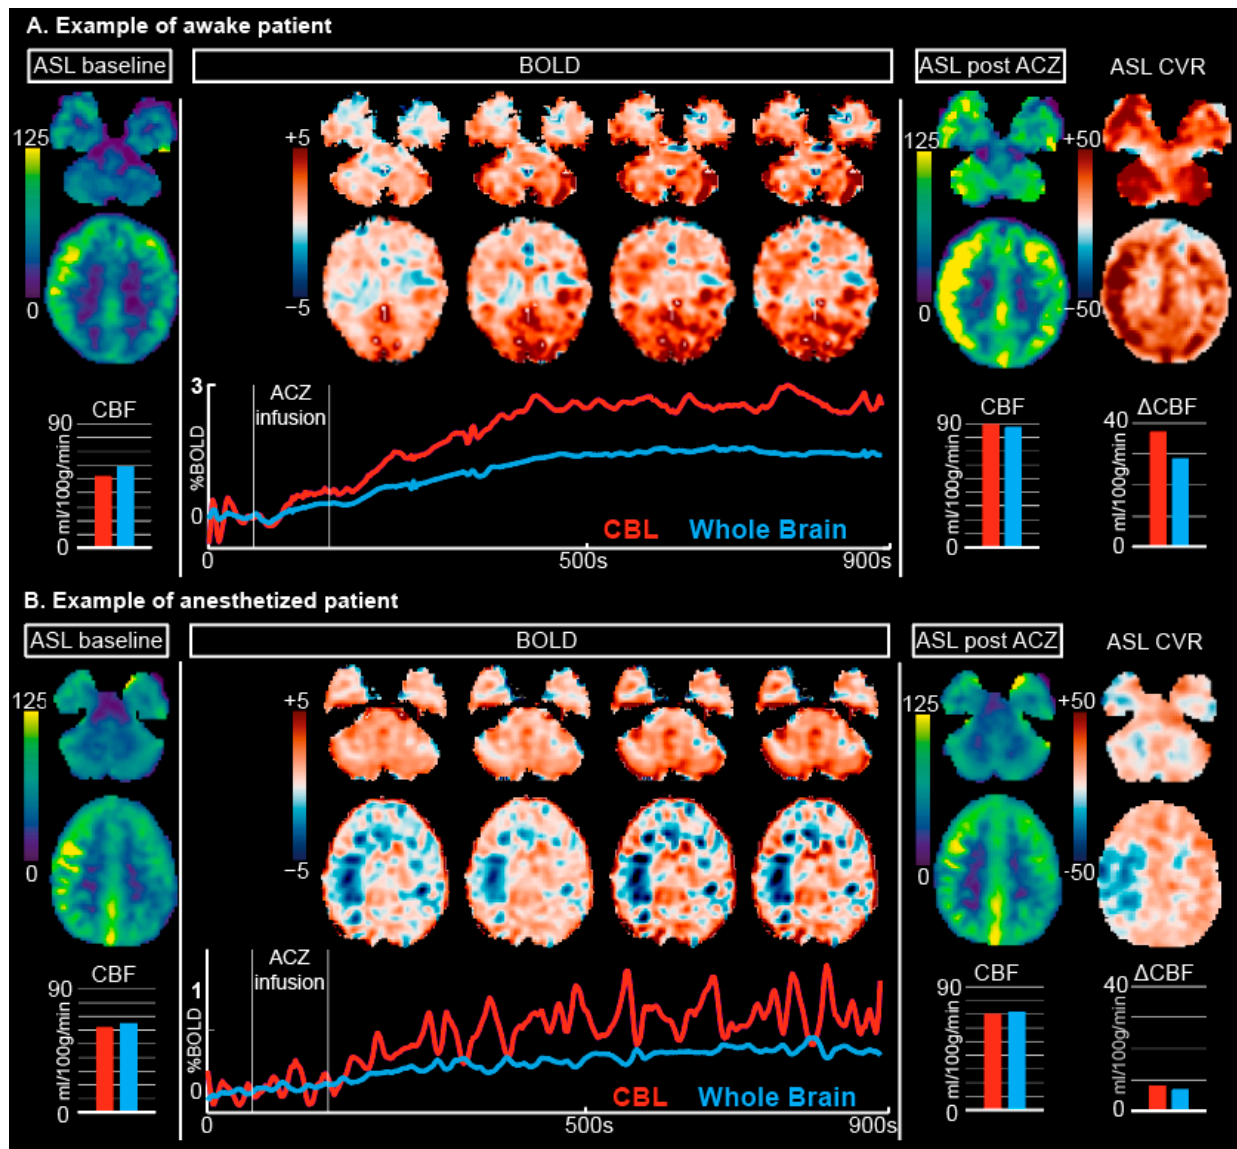 A. Example of awake patient
ASL baseline
BOLD
ASL post ACZ
ASL CVR
125
0
+5
−5
125
0
+50
−50
CBF
90
0
ml/100g/min
3
0
%BOLD
ACZ
infusion
CBL Whole Brain
0 500s 900s
CBF
90
0
ml/100g/min
ΔCBF
40
0
ml/100g/min
B. Example of anesthetized patient
ASL baseline
BOLD
ASL post ACZ
ASL CVR
125
0
+5
−5
125
0
+50
-50
CBF
90
0
ml/100g/min
1
0
%BOLD
ACZ
infusion
CBL Whole Brain
0 500s 900s
CBF
90
0
ml/100g/min
ΔCBF
40
0
ml/100g/min